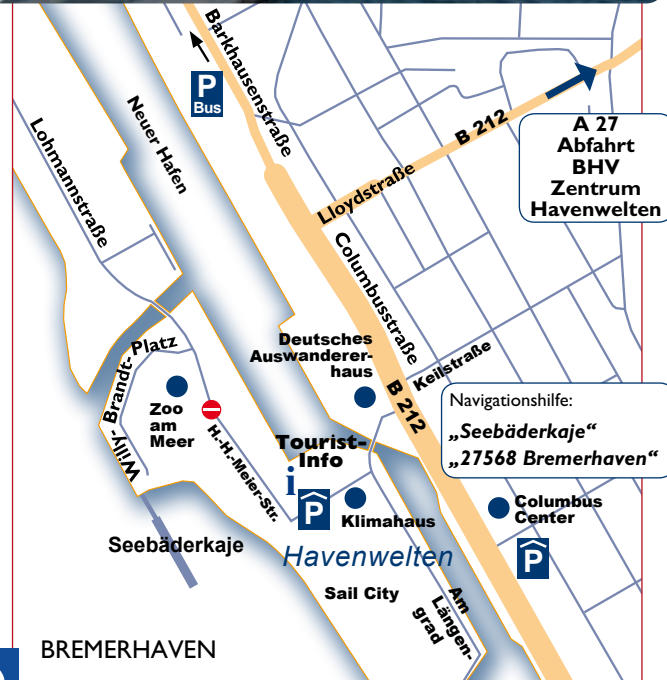 P
Bus
Barkhausenstraße
Neuer Hafen
Lohmannstraße
B 212
A 27
Abfahrt
BHV
Zentrum
Havenwelten
Lloydstraße
Columbusstraße
Deutsches
Auswanderer-
haus
Keilstraße
B 212
Willy-Brandt-Platz
Zoo
am
Meer
H.-H.-Meier-Str.
Navigationshilfe:
„Seebäderkaje“
„27568 Bremerhaven“
Tourist-
Info
i
P
Klimahaus
Columbus
Center
P
Seebäderkaje
Havenwelten
Sail City
Am
Längen-
grad
BREMERHAVEN